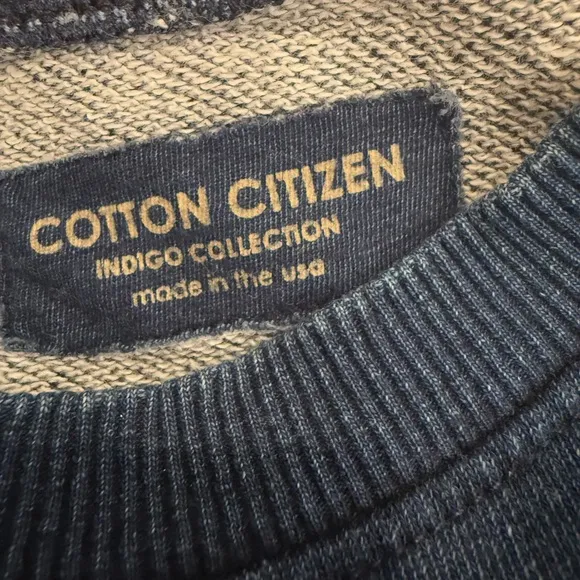 COTTON CITIZEN
INDIGO COLLECTION
made in the usa